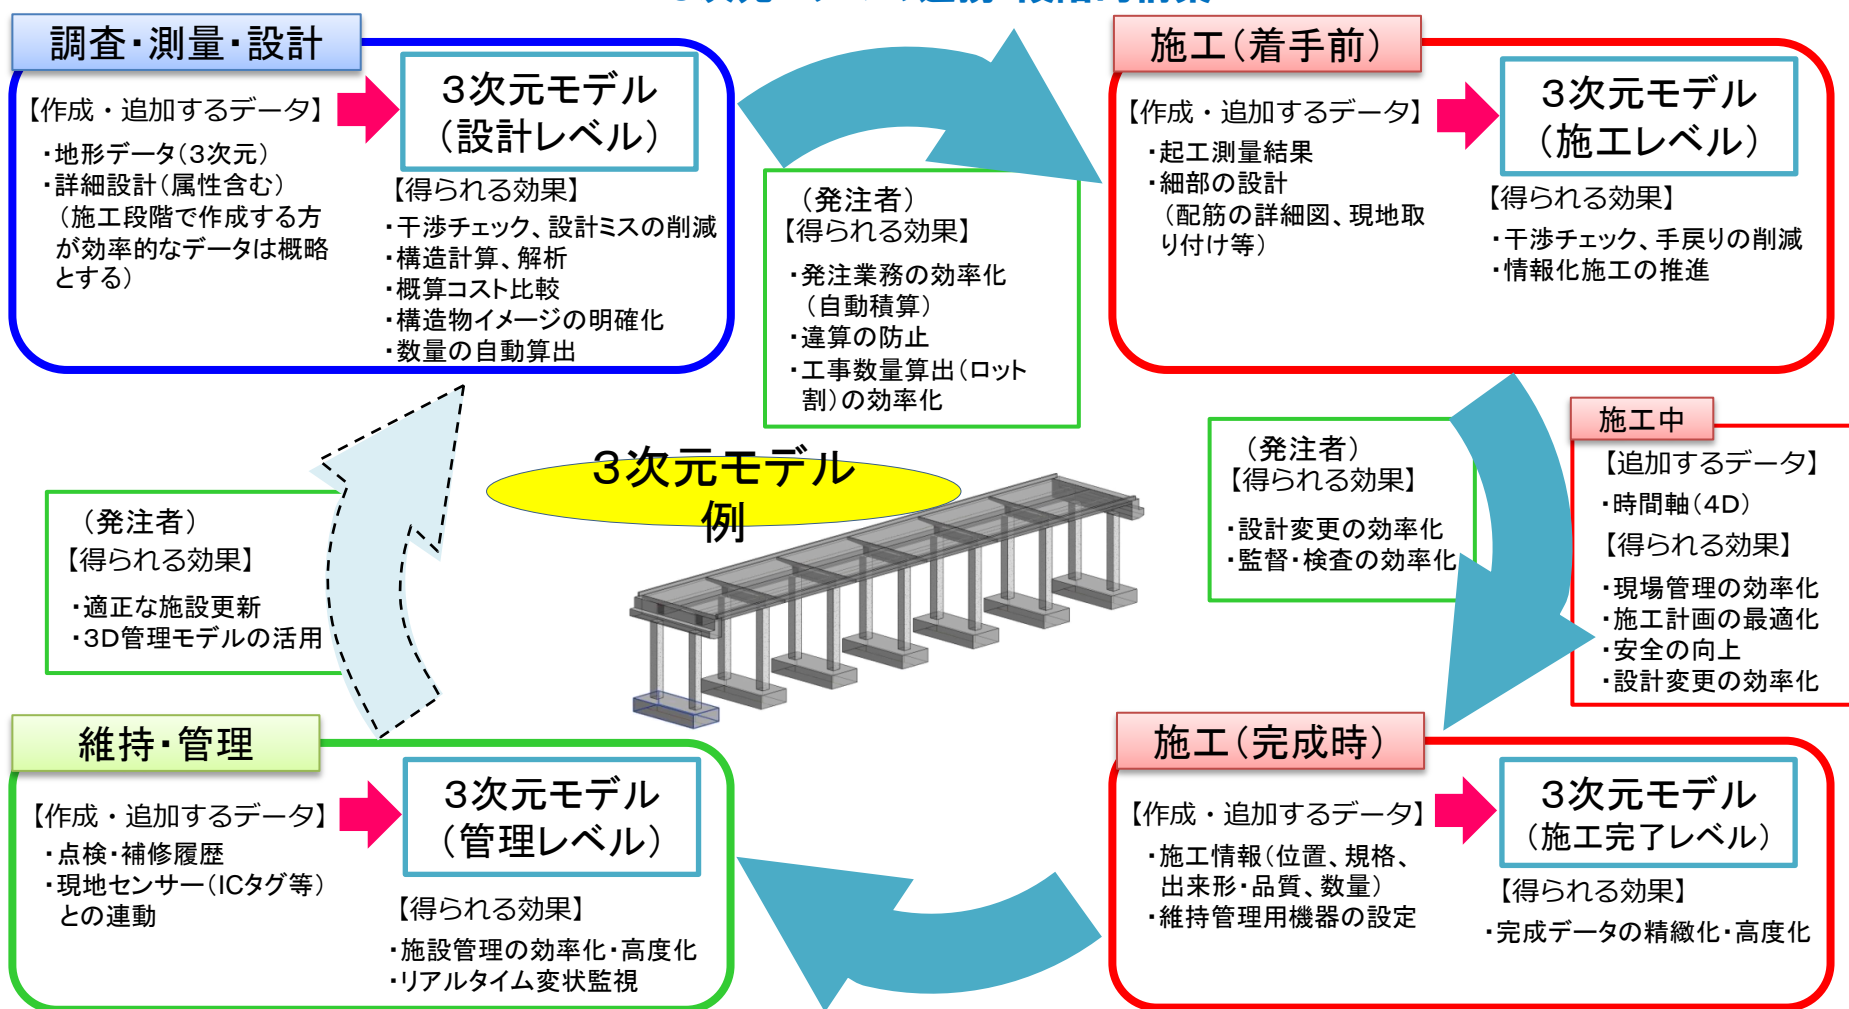 調査・測量・設計
【作成・追加するデータ】
・地形データ（３次元）
・詳細設計（属性含む）
（施工段階で作成する方
が効率的なデータは概略
とする）
３次元モデル
（設計レベル）
【得られる効果】
・干渉チェック、設計ミスの削減
・構造計算、解析
・概算コスト比較
・構造物イメージの明確化
・数量の自動算出
（発注者）
【得られる効果】
・発注業務の効率化
（自動積算）
・違算の防止
・工事数量算出（ロット
割）の効率化
施工（着手前）
【作成・追加するデータ】
・起工測量結果
・細部の設計
（配筋の詳細図、現地取
り付け等）
３次元モデル
（施工レベル）
【得られる効果】
・干渉チェック、手戻りの削減
・情報化施工の推進
（発注者）
【得られる効果】
・設計変更の効率化
・監督・検査の効率化
施工中
【追加するデータ】
・時間軸（４Ｄ）
【得られる効果】
・現場管理の効率化
・施工計画の最適化
・安全の向上
・設計変更の効率化
３次元モデル
例
（発注者）
【得られる効果】
・適正な施設更新
・３Ｄ管理モデルの活用
維持・管理
【作成・追加するデータ】
・点検・補修履歴
・現地センサー（ICタグ等）
との連動
３次元モデル
（管理レベル）
【得られる効果】
・施設管理の効率化・高度化
・リアルタイム変状監視
施工（完成時）
【作成・追加するデータ】
・施工情報（位置、規格、
出来形・品質、数量）
・維持管理用機器の設定
３次元モデル
（施工完了レベル）
【得られる効果】
・完成データの精緻化・高度化